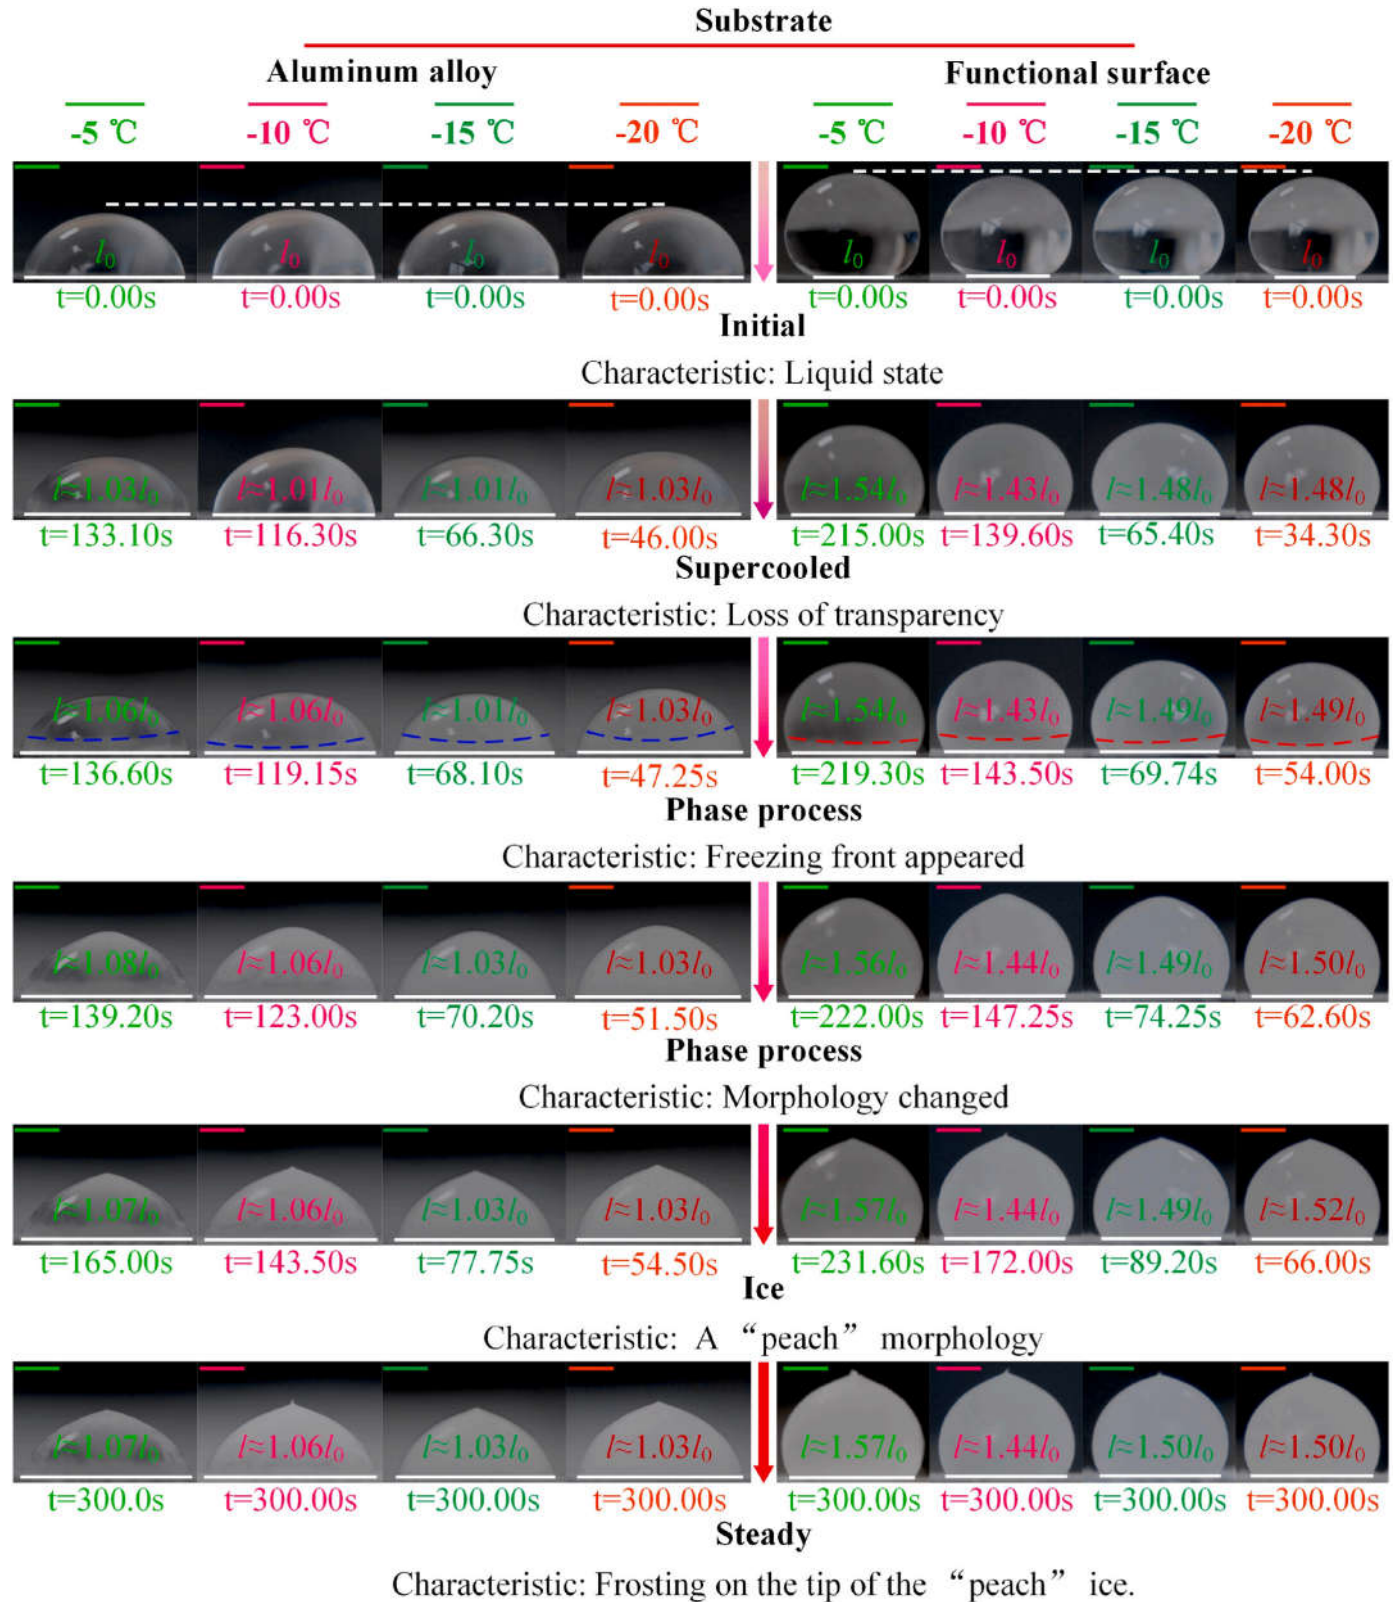 Substrate
Aluminum alloy Functional surface
-5 ℃ -10 ℃ -15 ℃ -20 ℃ -5 ℃ -10 ℃ -15 ℃ -20 ℃
l₀ l₀ l₀ l₀ l₀ l₀ l₀ l₀
t=0.00s t=0.00s t=0.00s t=0.00s t=0.00s t=0.00s t=0.00s t=0.00s
Initial
Characteristic: Liquid state
l≈1.03l₀ l≈1.01l₀ l≈1.01l₀ l≈1.03l₀ l≈1.54l₀ l≈1.43l₀ l≈1.48l₀ l≈1.48l₀
t=133.10s t=116.30s t=66.30s t=46.00s t=215.00s t=139.60s t=65.40s t=34.30s
Supercooled
Characteristic: Loss of transparency
l≈1.06l₀ l≈1.06l₀ l≈1.01l₀ l≈1.03l₀ l≈1.54l₀ l≈1.43l₀ l≈1.49l₀ l≈1.49l₀
t=136.60s t=119.15s t=68.10s t=47.25s t=219.30s t=143.50s t=69.74s t=54.00s
Phase process
Characteristic: Freezing front appeared
l≈1.08l₀ l≈1.06l₀ l≈1.03l₀ l≈1.03l₀ l≈1.56l₀ l≈1.44l₀ l≈1.49l₀ l≈1.50l₀
t=139.20s t=123.00s t=70.20s t=51.50s t=222.00s t=147.25s t=74.25s t=62.60s
Phase process
Characteristic: Morphology changed
l≈1.07l₀ l≈1.06l₀ l≈1.03l₀ l≈1.03l₀ l≈1.57l₀ l≈1.44l₀ l≈1.49l₀ l≈1.52l₀
t=165.00s t=143.50s t=77.75s t=54.50s t=231.60s t=172.00s t=89.20s t=66.00s
Ice
Characteristic: A “peach” morphology
l≈1.07l₀ l≈1.06l₀ l≈1.03l₀ l≈1.03l₀ l≈1.57l₀ l≈1.44l₀ l≈1.50l₀ l≈1.50l₀
t=300.0s t=300.00s t=300.00s t=300.00s t=300.00s t=300.00s t=300.00s t=300.00s
Steady
Characteristic: Frosting on the tip of the “peach” ice.